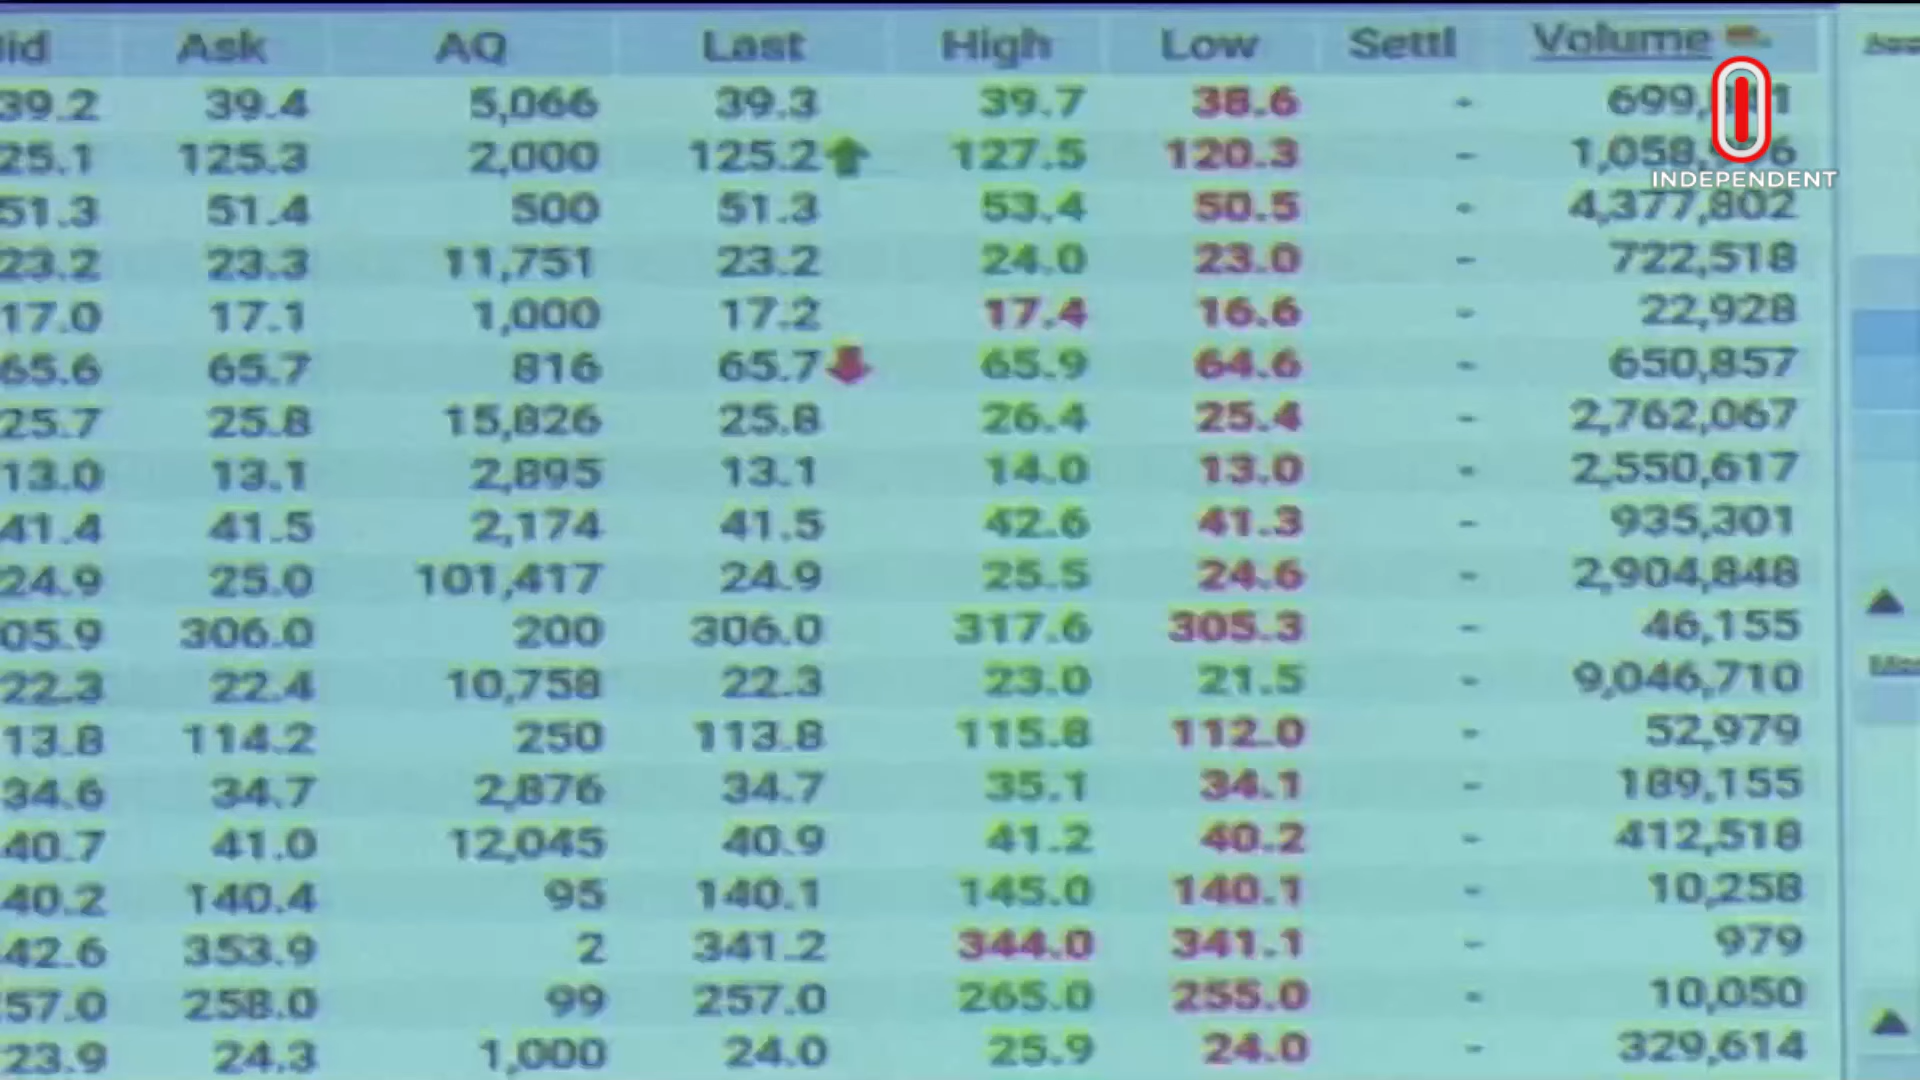 Ask AQ Last High Low Settl Volume
39.2 39.4 5,066 39.3 39.7 38.6 -
25.1 125.3 2,000 125.2 127.5 120.3 -
INDEPENDENT
51.3 51.4 500 51.3 53.4 50.5 - 4,377,802
23.2 23.3 11,751 23.2 24.0 23.0 - 722,518
17.0 17.1 1,000 17.2 17.4 16.6 - 22,928
65.6 65.7 816 65.7 65.9 64.6 - 650,857
25.7 25.8 15,826 25.8 26.4 25.4 - 2,762,067
13.0 13.1 2,895 13.1 14.0 13.0 - 2,550,617
41.4 41.5 2,174 41.5 42.6 41.3 - 935,301
24.9 25.0 101,417 24.9 25.5 24.6 - 2,904,848
05.9 306.0 200 306.0 317.6 305.3 - 46,155
22.3 22.4 10,758 22.3 23.0 21.5 - 9,046,710
13.8 114.2 250 113.8 115.8 112.0 - 52,979
34.6 34.7 2,876 34.7 35.1 34.1 - 189,155
40.7 41.0 12,045 40.9 41.2 40.2 - 412,518
40.2 140.4 95 140.1 145.0 140.1 - 10,258
42.6 353.9 2 341.2 344.0 341.1 - 979
57.0 258.0 99 257.0 265.0 255.0 - 10,050
23.9 24.3 1,000 24.0 25.9 24.0 - 329,614